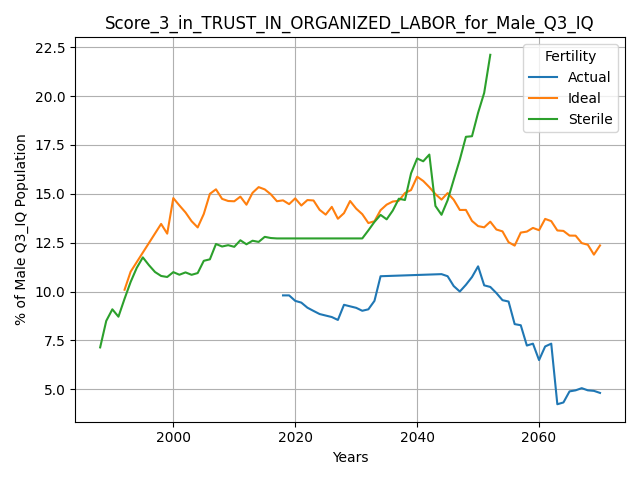 Score_3_in_TRUST_IN_ORGANIZED_LABOR_for_Male_Q3_IQ
% of Male Q3_IQ Population
22.5
20.0
17.5
15.0
12.5
10.0
7.5
5.0
Fertility
Actual
Ideal
Sterile
2000
2020
2040
2060
Years